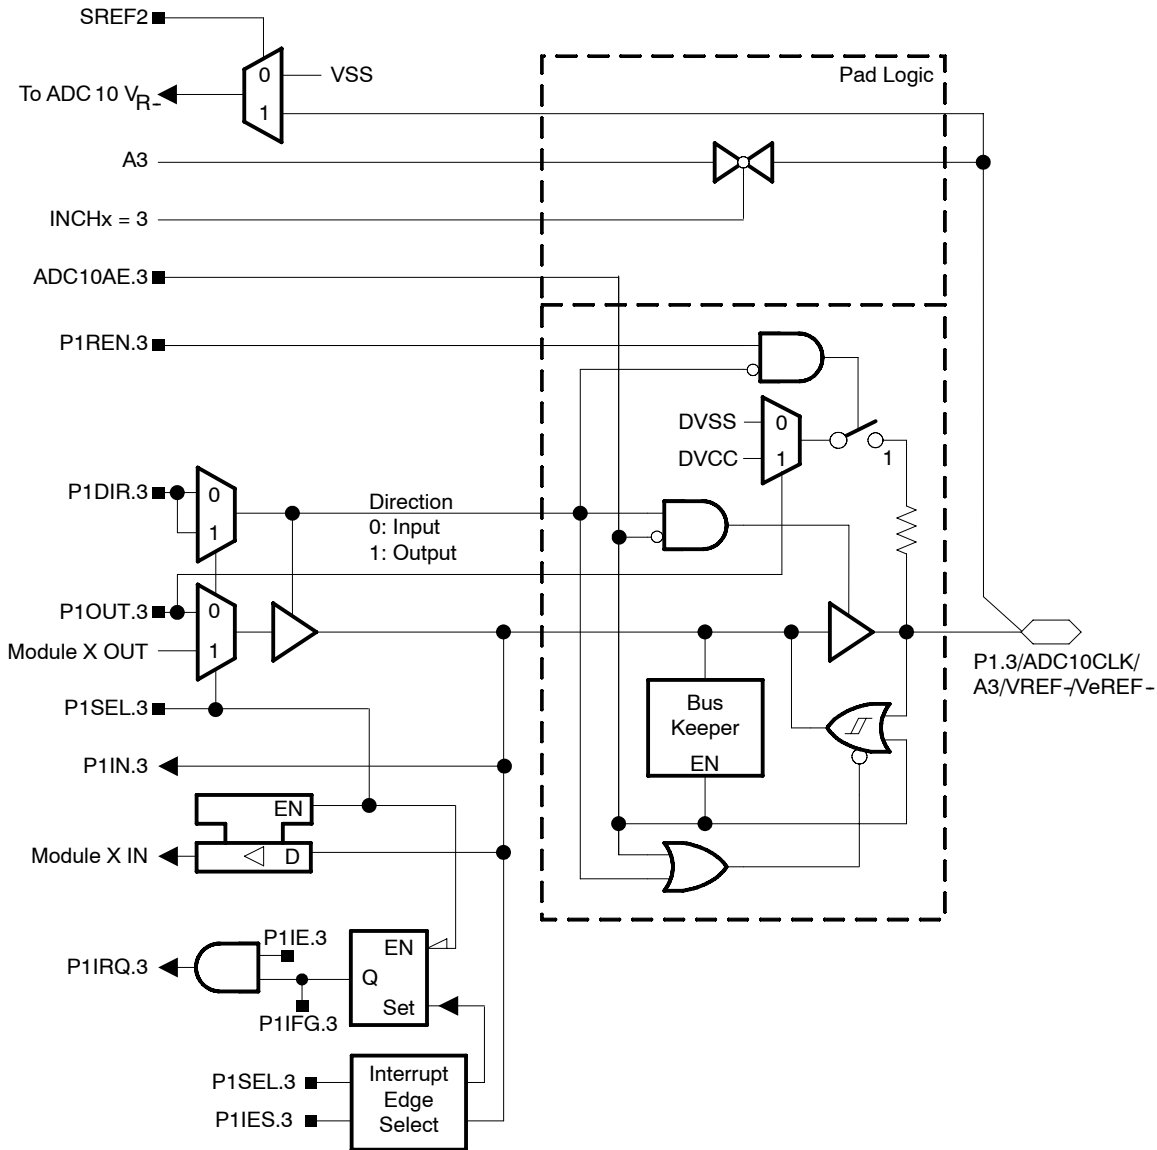 SREF2
0
VSS
Pad Logic
To ADC 10 VR-
1
A3
INCHx = 3
ADC10AE.3
P1REN.3
DVSS
0
DVCC
1
1
P1DIR.3
0
1
Direction
0: Input
1: Output
P1OUT.3
0
Module X OUT
1
P1.3/ADC10CLK/
A3/VREF-/VeREF-
P1SEL.3
Bus
Keeper
EN
P1IN.3
EN
Module X IN
D
P1IE.3
EN
P1IRQ.3
Q
Set
P1IFG.3
P1SEL.3
P1IES.3
Interrupt
Edge
Select